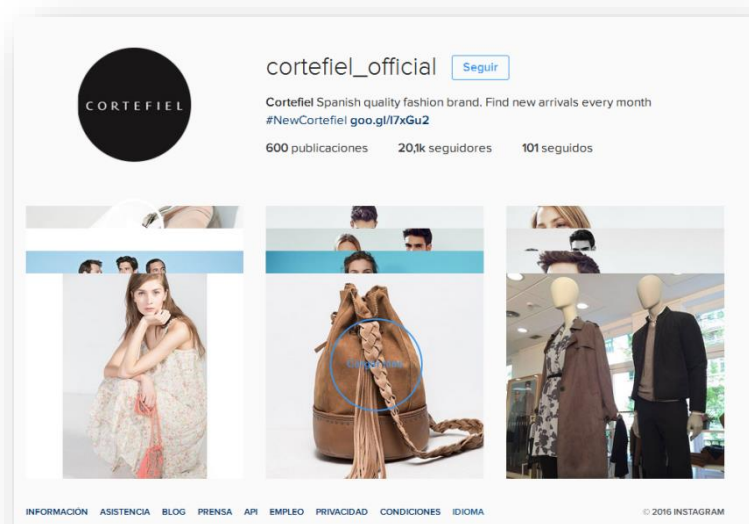 CORTEFIEL
cortefiel_official Seguir
Cortefiel Spanish quality fashion brand. Find new arrivals every month
#NewCortefiel goo.gl/l7xGu2
600 publicaciones 20,1k seguidores 101 seguidos
INFORMACIÓN ASISTENCIA BLOG PRENSA API EMPLEO PRIVACIDAD CONDICIONES IDIOMA
© 2016 INSTAGRAM